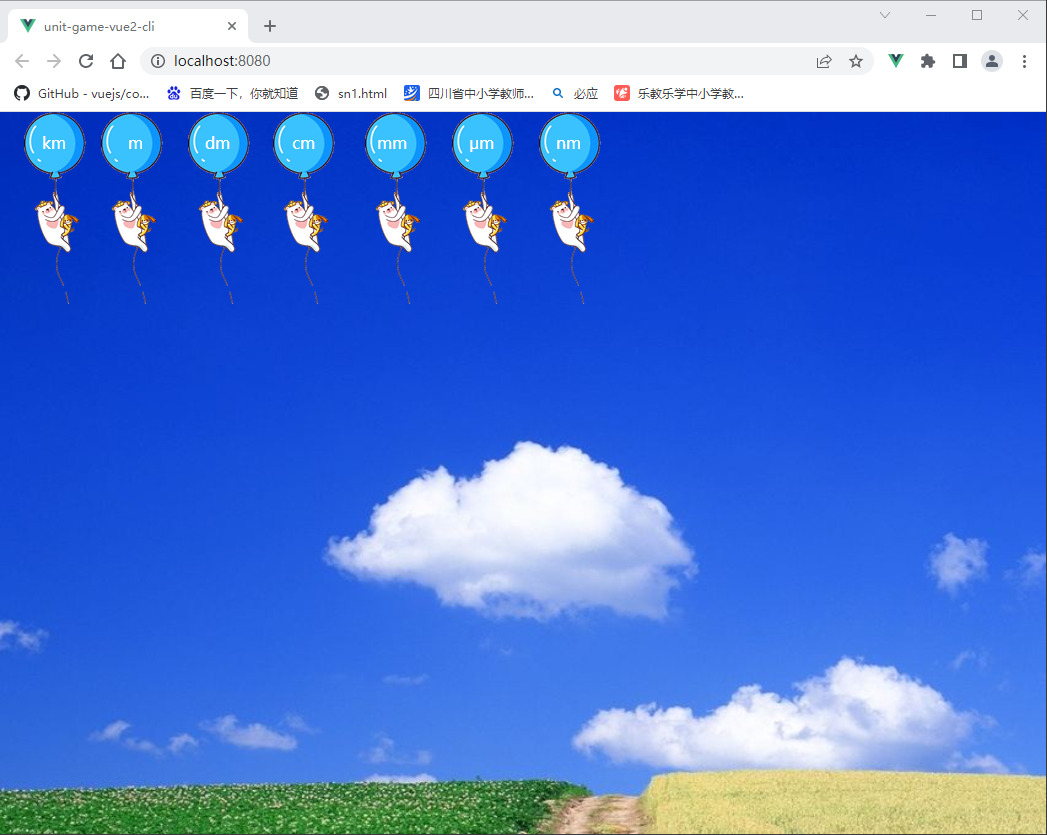 unit-game-vue2-cli
localhost:8080
GitHub - vuejs/co... 百度一下，你就知道 sn1.html 四川省中小学教师... 必应 乐教乐学中小学教...
km m dm cm mm μm nm